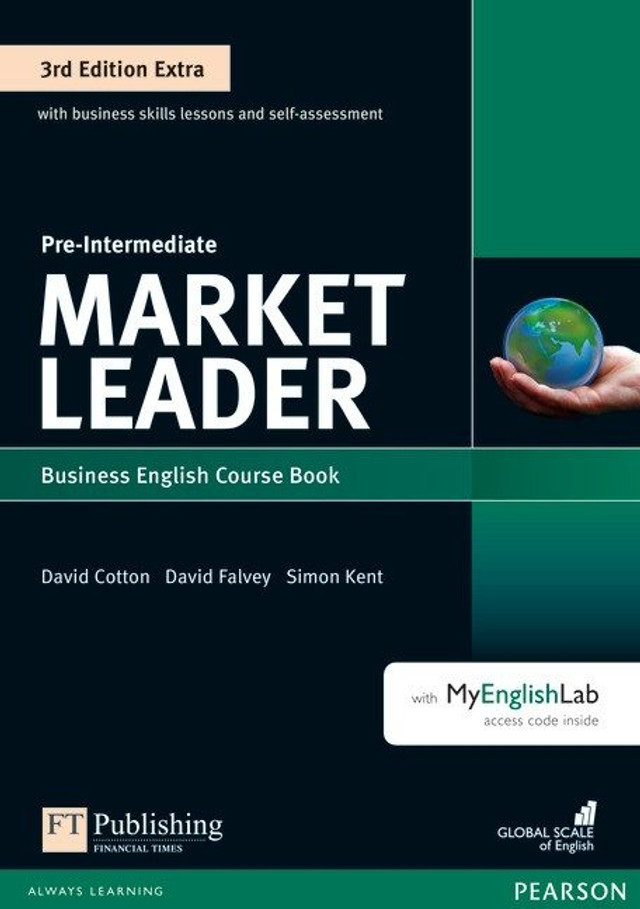 3rd Edition Extra
with business skills lessons and self-assessment
Pre-Intermediate
MARKET
LEADER
Business English Course Book
David Cotton David Falvey Simon Kent
with MyEnglishLab
access code inside
FT Publishing
FINANCIAL TIMES
GLOBAL SCALE
of English
ALWAYS LEARNING
PEARSON